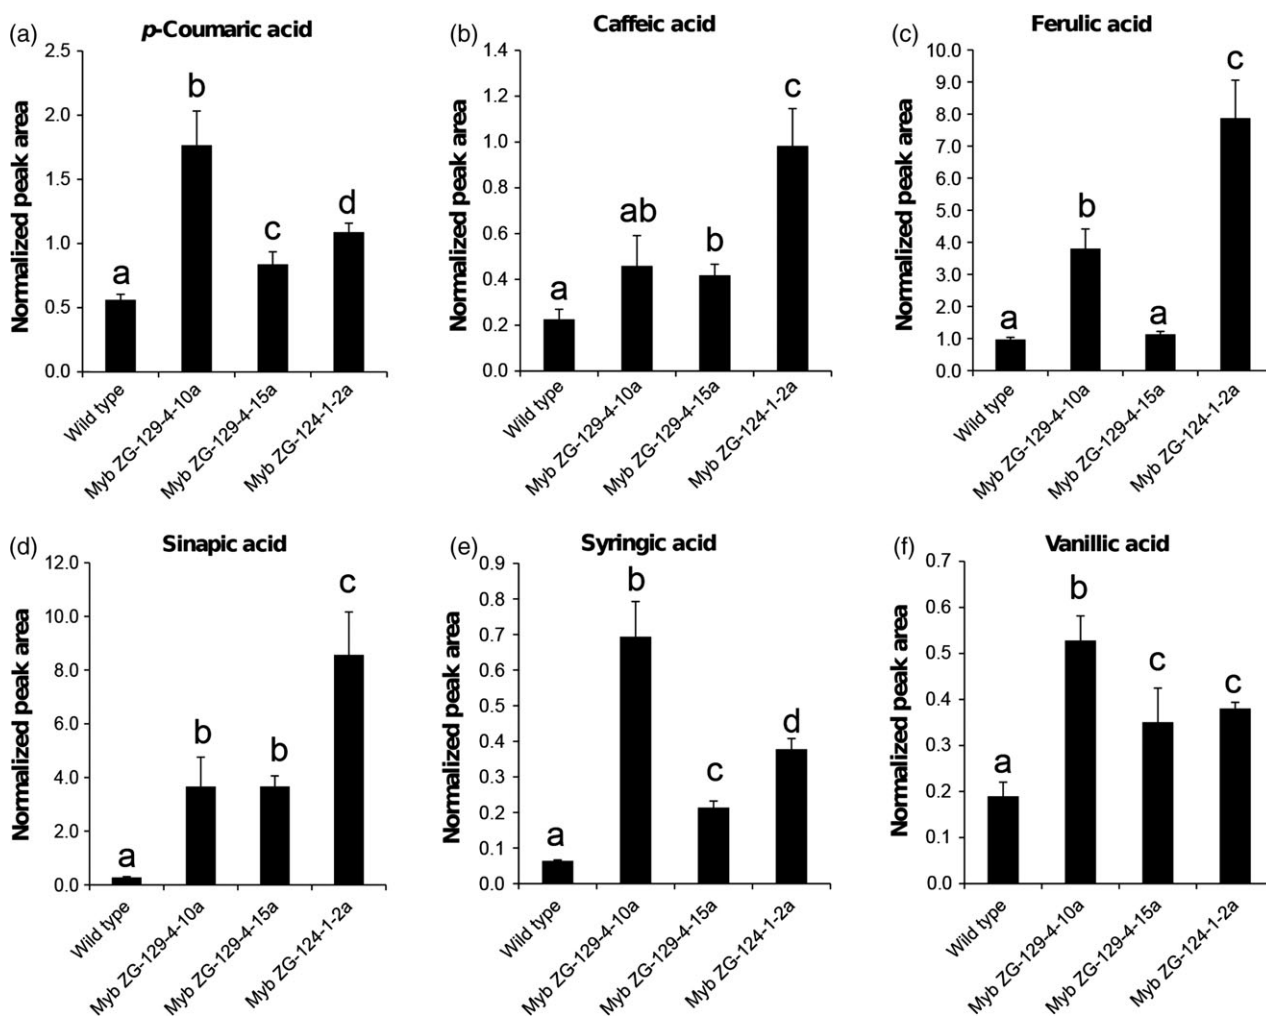 (a)
p-Coumaric acid
Normalized peak area
2.5
2.0
1.5
1.0
0.5
0.0
a
b
c
d
Wild type
Myb ZG-129-4-10a
Myb ZG-129-4-15a
Myb ZG-124-1-2a
(b)
Caffeic acid
Normalized peak area
1.4
1.2
1.0
0.8
0.6
0.4
0.2
0.0
a
ab
b
c
Wild type
Myb ZG-129-4-10a
Myb ZG-129-4-15a
Myb ZG-124-1-2a
(c)
Ferulic acid
Normalized peak area
10.0
9.0
8.0
7.0
6.0
5.0
4.0
3.0
2.0
1.0
0.0
a
b
a
c
Wild type
Myb ZG-129-4-10a
Myb ZG-129-4-15a
Myb ZG-124-1-2a
(d)
Sinapic acid
Normalized peak area
12.0
10.0
8.0
6.0
4.0
2.0
0.0
a
b
b
c
Wild type
Myb ZG-129-4-10a
Myb ZG-129-4-15a
Myb ZG-124-1-2a
(e)
Syringic acid
Normalized peak area
0.9
0.8
0.7
0.6
0.5
0.4
0.3
0.2
0.1
0.0
a
b
c
d
Wild type
Myb ZG-129-4-10a
Myb ZG-129-4-15a
Myb ZG-124-1-2a
(f)
Vanillic acid
Normalized peak area
0.7
0.6
0.5
0.4
0.3
0.2
0.1
0.0
a
b
c
c
Wild type
Myb ZG-129-4-10a
Myb ZG-129-4-15a
Myb ZG-124-1-2a